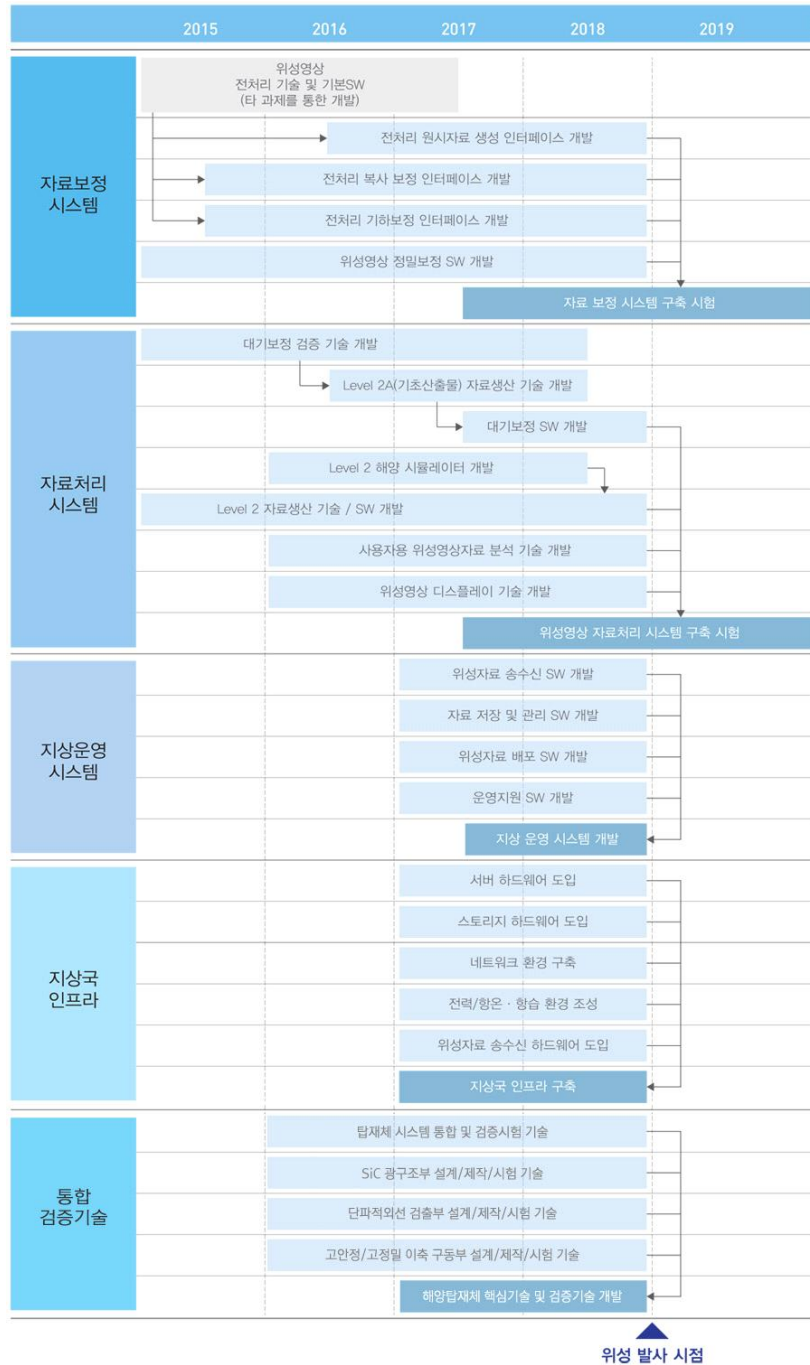 2015 2016 2017 2018 2019
자료보정
시스템
위성영상
전처리 기술 및 기본SW
(타 과제를 통한 개발)
전처리 원시자료 생성 인터페이스 개발
전처리 복사 보정 인터페이스 개발
전처리 기하보정 인터페이스 개발
위성영상 정밀보정 SW 개발
자료 보정 시스템 구축 시험
자료처리
시스템
대기보정 검증 기술 개발
Level 2A(기초산출물) 자료생산 기술 개발
대기보정 SW 개발
Level 2 해양 시뮬레이터 개발
Level 2 자료생산 기술 / SW 개발
사용자용 위성영상자료 분석 기술 개발
위성영상 디스플레이 기술 개발
위성영상 자료처리 시스템 구축 시험
지상운영
시스템
위성자료 송수신 SW 개발
자료 저장 및 관리 SW 개발
위성자료 배포 SW 개발
운영지원 SW 개발
지상 운영 시스템 개발
지상국
인프라
서버 하드웨어 도입
스토리지 하드웨어 도입
네트워크 환경 구축
전력/항온 · 항습 환경 조성
위성자료 송수신 하드웨어 도입
지상국 인프라 구축
통합
검증기술
탑재체 시스템 통합 및 검증시험 기술
SiC 광구조부 설계/제작/시험 기술
단파적외선 검출부 설계/제작/시험 기술
고안정/고정밀 이축 구동부 설계/제작/시험 기술
해양탑재체 핵심기술 및 검증기술 개발
위성 발사 시점